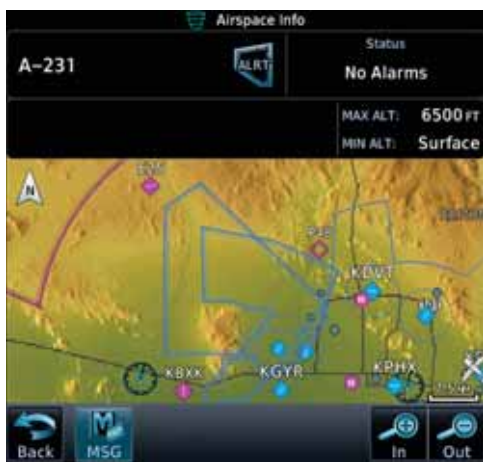 Airspace Info
A-231
ALRT
Status
No Alarms
MAX ALT: 6500 FT
MIN ALT: Surface
N
KDVT
KBXK
KGYR
KPHX
Back
MSG
In
Out